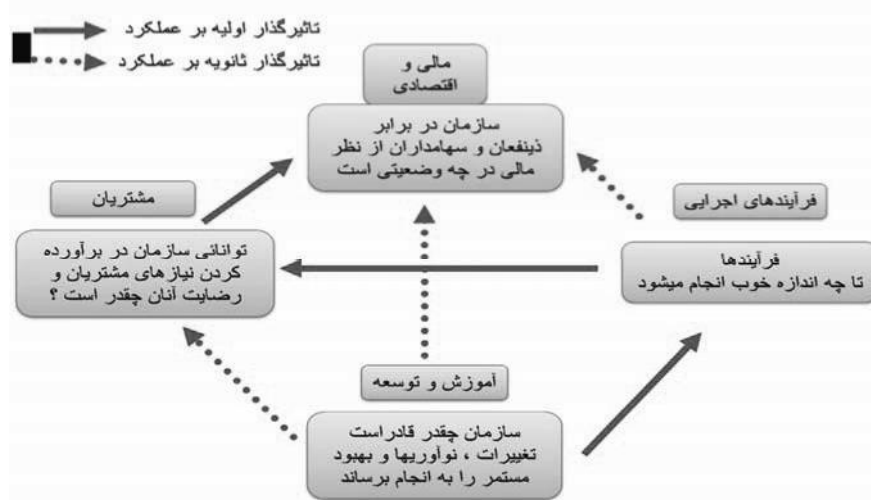 تاثیرگذار اولیه بر عملکرد
تاثیرگذار ثانویه بر عملکرد
مالی و
اقتصادی
سازمان در برابر
ذینفعان و سهامداران از نظر
مالی در چه وضعیتی است
فرآیندهای اجرایی
فرآیندها
تا چه اندازه خوب انجام میشود
مشتریان
توانائی سازمان در برآورده
کردن نیازهای مشتریان و
رضایت آنان چقدر است ؟
آموزش و توسعه
سازمان چقدر قادراست
تغییرات ، نوآوریها و بهبود
مستمر را به انجام برساند